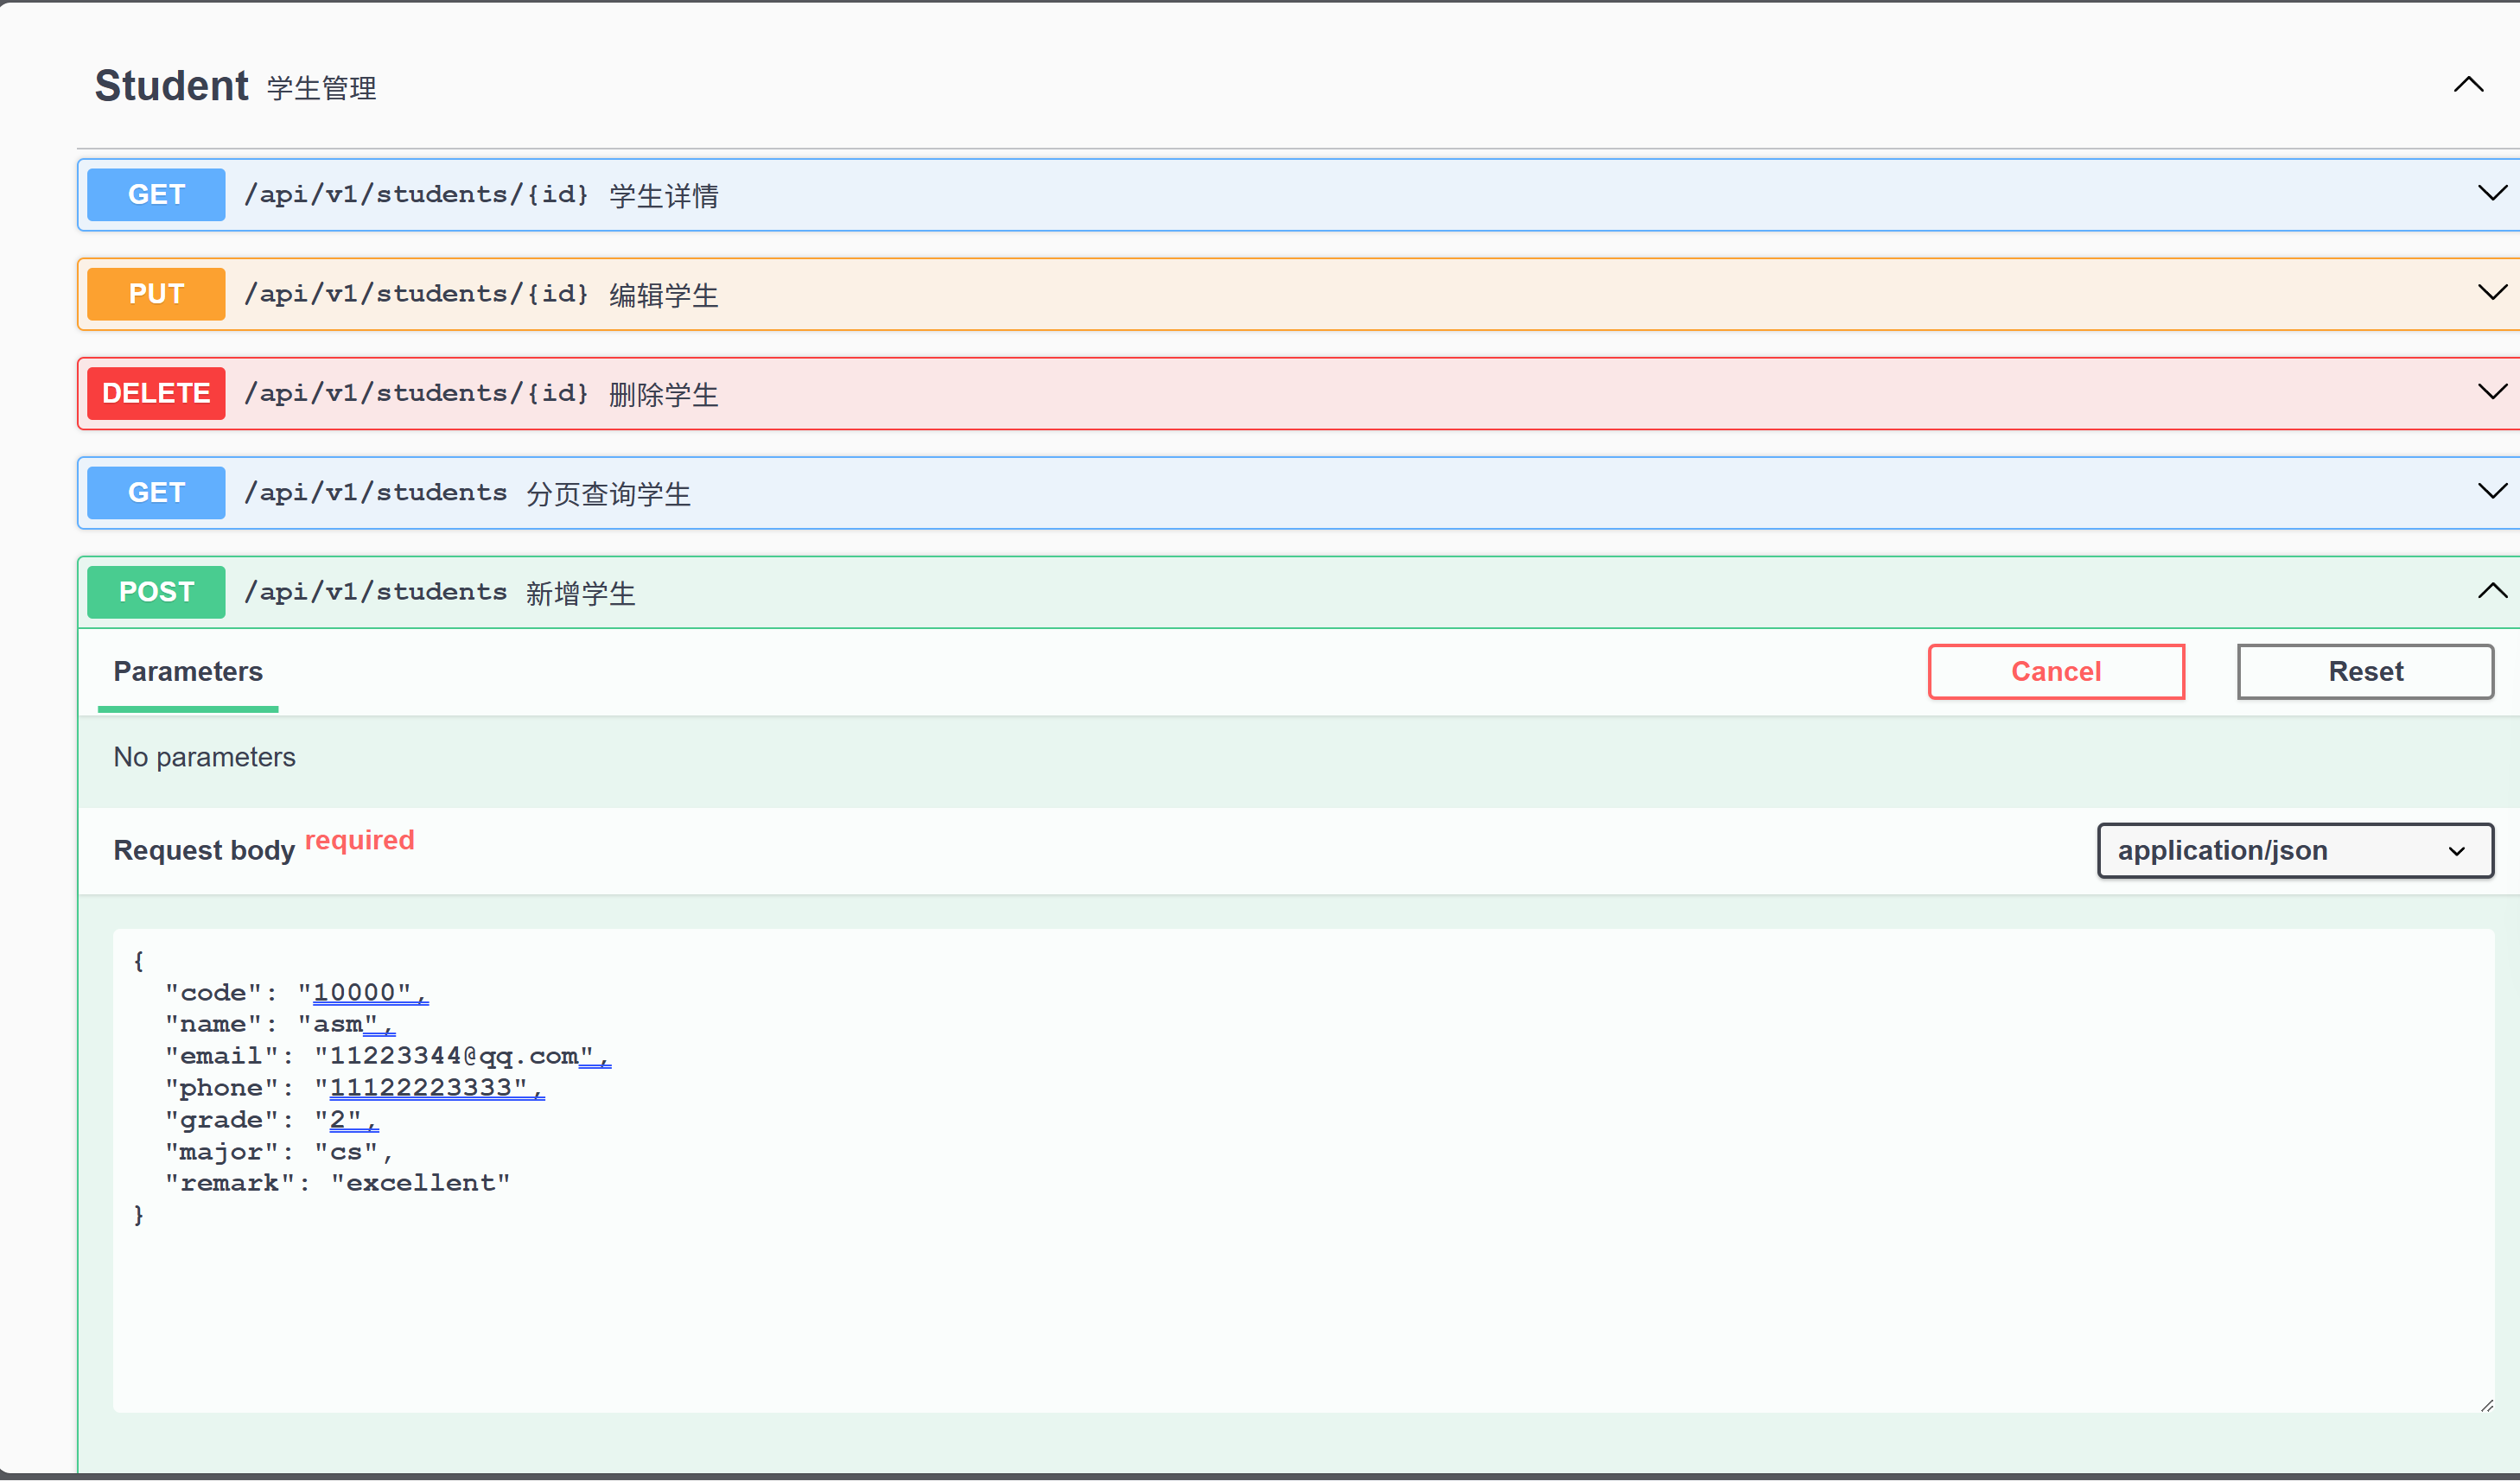 Student 学生管理
GET /api/v1/students/{id} 学生详情
PUT /api/v1/students/{id} 编辑学生
DELETE /api/v1/students/{id} 删除学生
GET /api/v1/students 分页查询学生
POST /api/v1/students 新增学生
Parameters Cancel Reset
No parameters
Request body required application/json
{
  "code": "10000",
  "name": "asm",
  "email": "11223344@qq.com",
  "phone": "11122223333",
  "grade": "2",
  "major": "cs",
  "remark": "excellent"
}